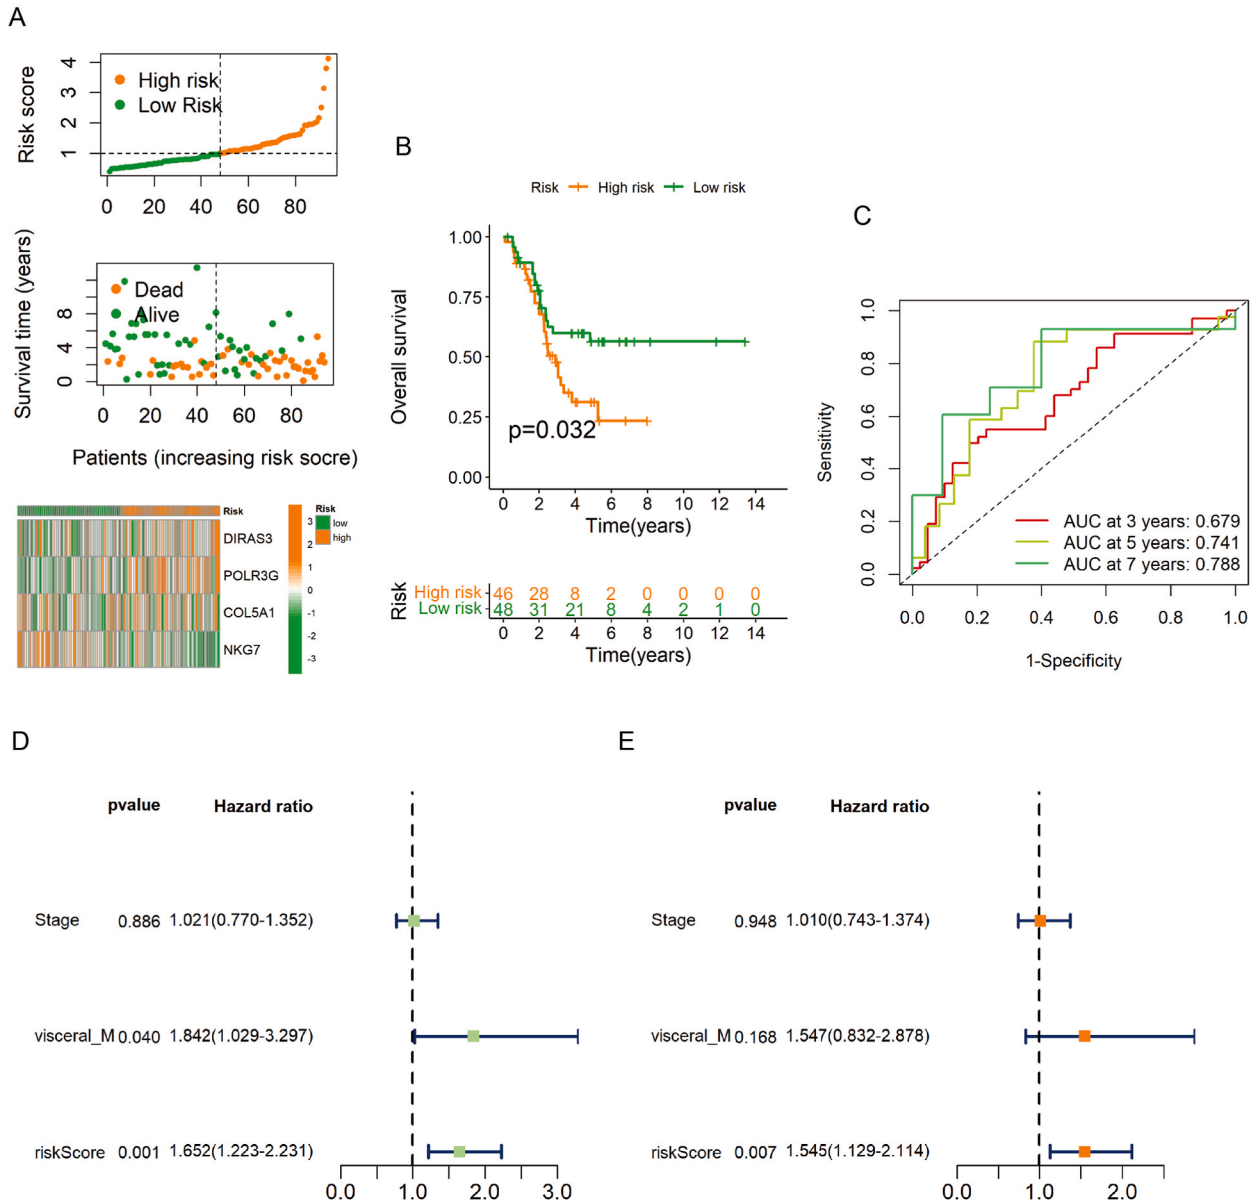 A
Risk score
4
3
2
1
High risk
Low Risk
0 20 40 60 80
Survival time (years)
8
4
0
Dead
Alive
0 20 40 60 80
Patients (increasing risk socre)
Risk
DIRAS3
POLR3G
COL5A1
NKG7
3
2
1
0
-1
-2
-3
Risk
low
high
B
Risk High risk Low risk
Overall survival
1.00
0.75
0.50
0.25
0.00
p=0.032
0 2 4 6 8 10 12 14
Time(years)
Risk
High risk 46 28 8 2 0 0 0 0
Low risk 48 31 21 8 4 2 1 0
0 2 4 6 8 10 12 14
Time(years)
C
Sensitivity
1.0
0.8
0.6
0.4
0.2
0.0
AUC at 3 years: 0.679
AUC at 5 years: 0.741
AUC at 7 years: 0.788
0.0 0.2 0.4 0.6 0.8 1.0
1-Specificity
D
pvalue Hazard ratio
Stage 0.886 1.021(0.770-1.352)
visceral_M 0.040 1.842(1.029-3.297)
riskScore 0.001 1.652(1.223-2.231)
0.0 1.0 2.0 3.0
E
pvalue Hazard ratio
Stage 0.948 1.010(0.743-1.374)
visceral_M 0.168 1.547(0.832-2.878)
riskScore 0.007 1.545(1.129-2.114)
0.0 1.0 2.0